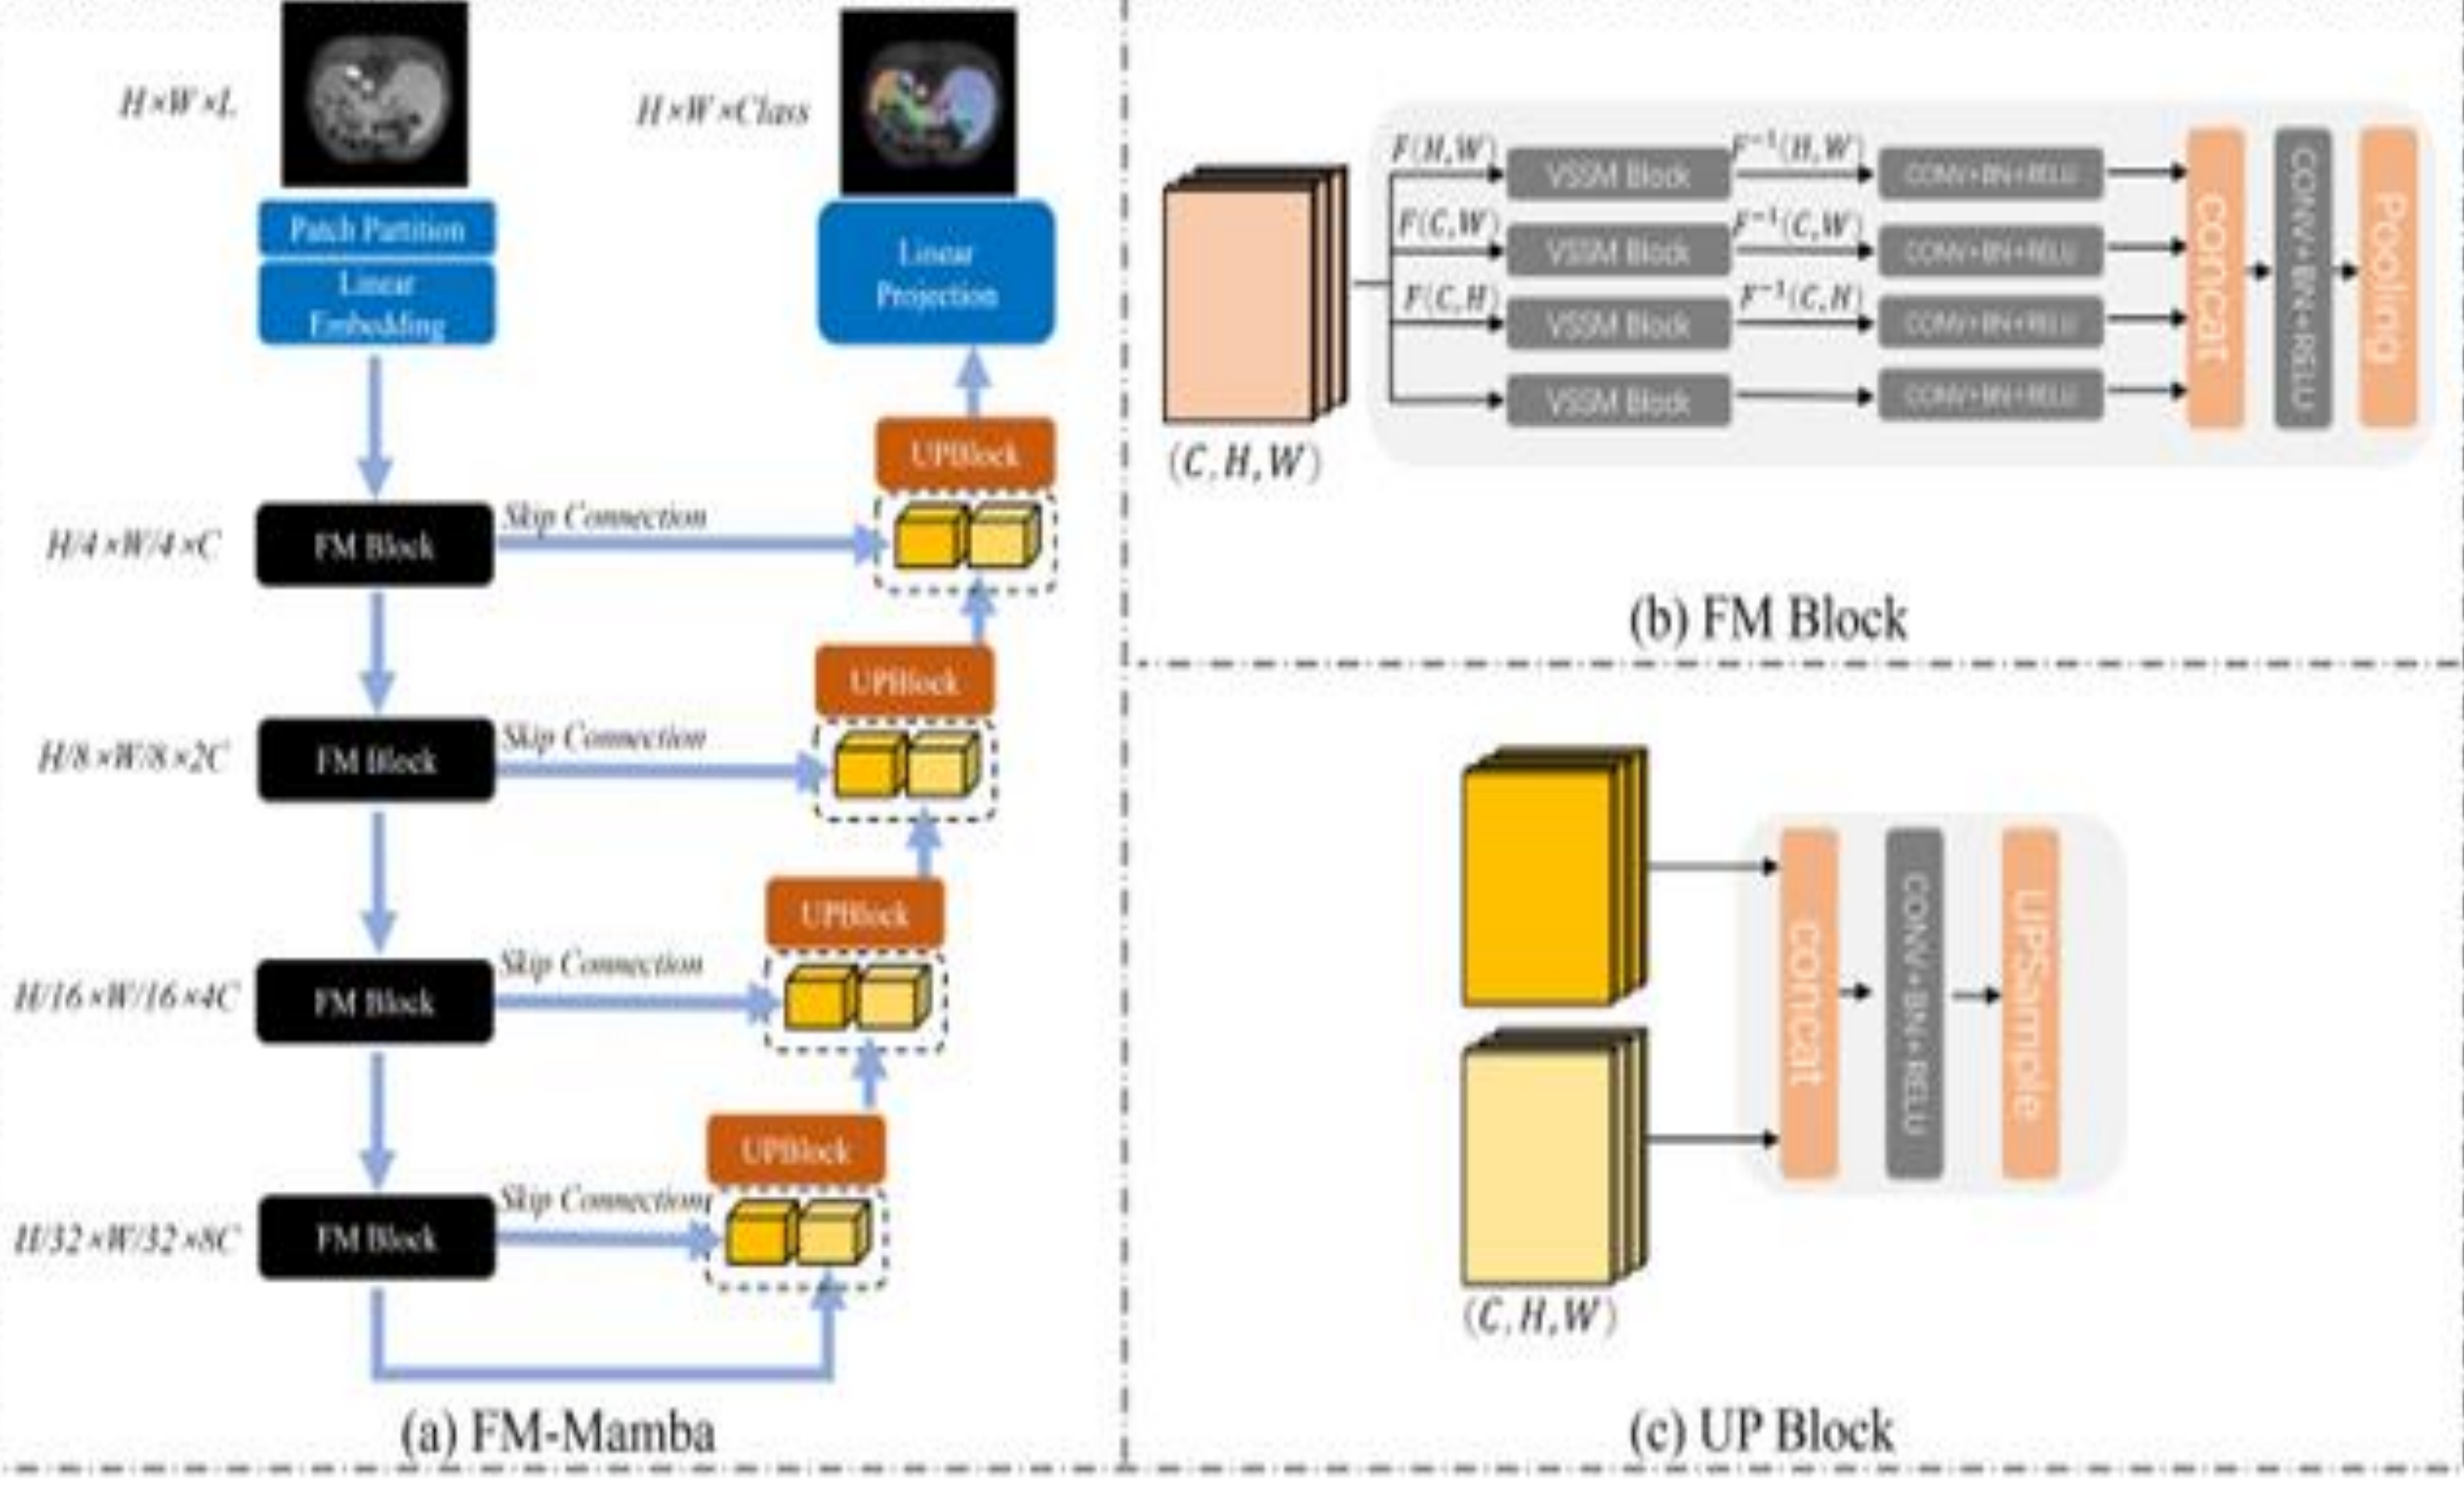 H×W×L
Patch Partition
Linear
Embedding
H×W×Class
Linear
Projection
UPBlock
H/4×W/4×C
FM Block
Skip Connection
UPBlock
H/8×W/8×2C
FM Block
Skip Connection
UPBlock
H/16×W/16×4C
FM Block
Skip Connection
UPBlock
H/32×W/32×8C
FM Block
Skip Connection
(a) FM-Mamba
(C,H,W)
F(H,W)
VSSM Block
F⁻¹(H,W)
CONV+BN+RELU
F(C,W)
VSSM Block
F⁻¹(C,W)
CONV+BN+RELU
F(C,H)
VSSM Block
F⁻¹(C,H)
CONV+BN+RELU
VSSM Block
CONV+BN+RELU
concat
CONV+BN+RELU
Pooling
(b) FM Block
(C,H,W)
concat
CONV+BN+RELU
UPSample
(c) UP Block